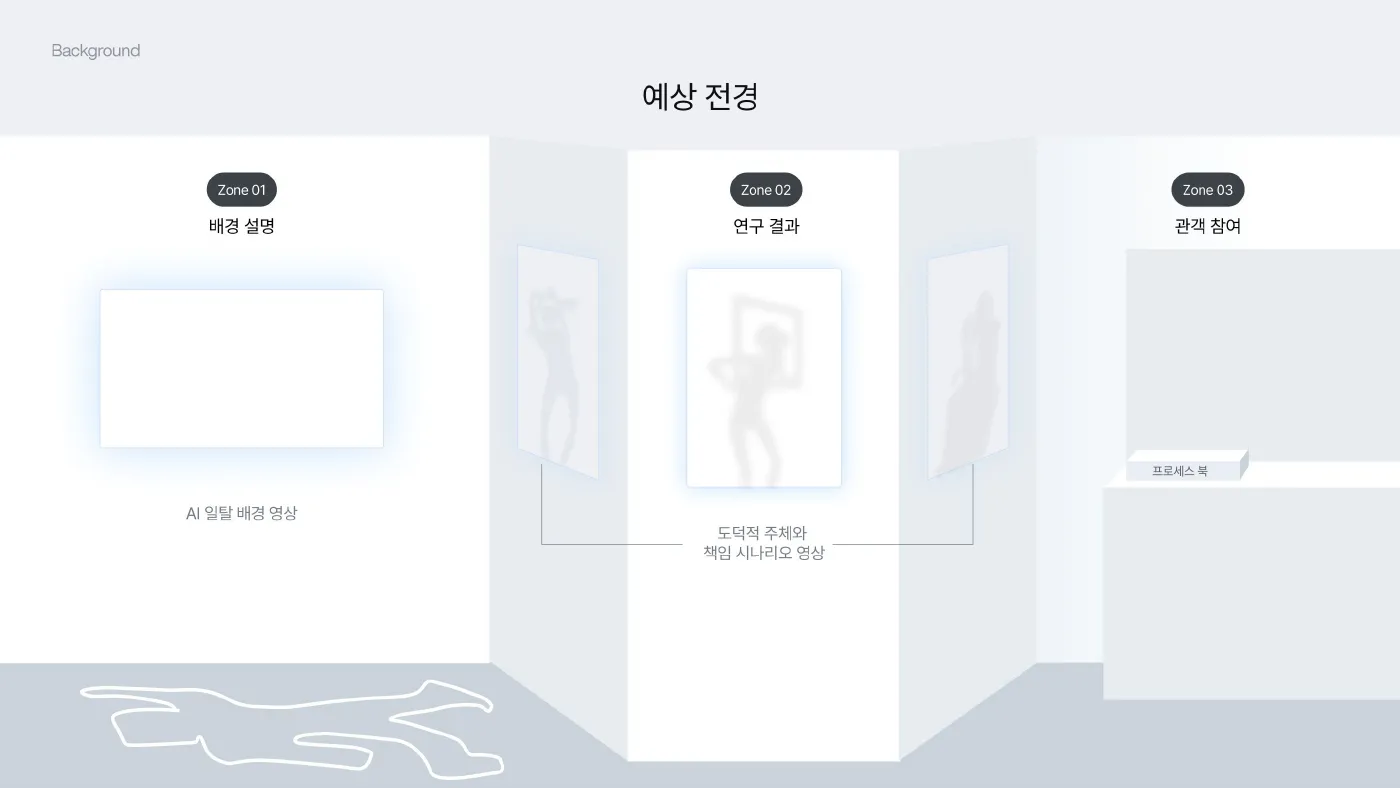 Background
예상 전경
Zone 01
배경 설명
AI 일탈 배경 영상
Zone 02
연구 결과
도덕적 주체와
책임 시나리오 영상
Zone 03
관객 참여
프로세스 북